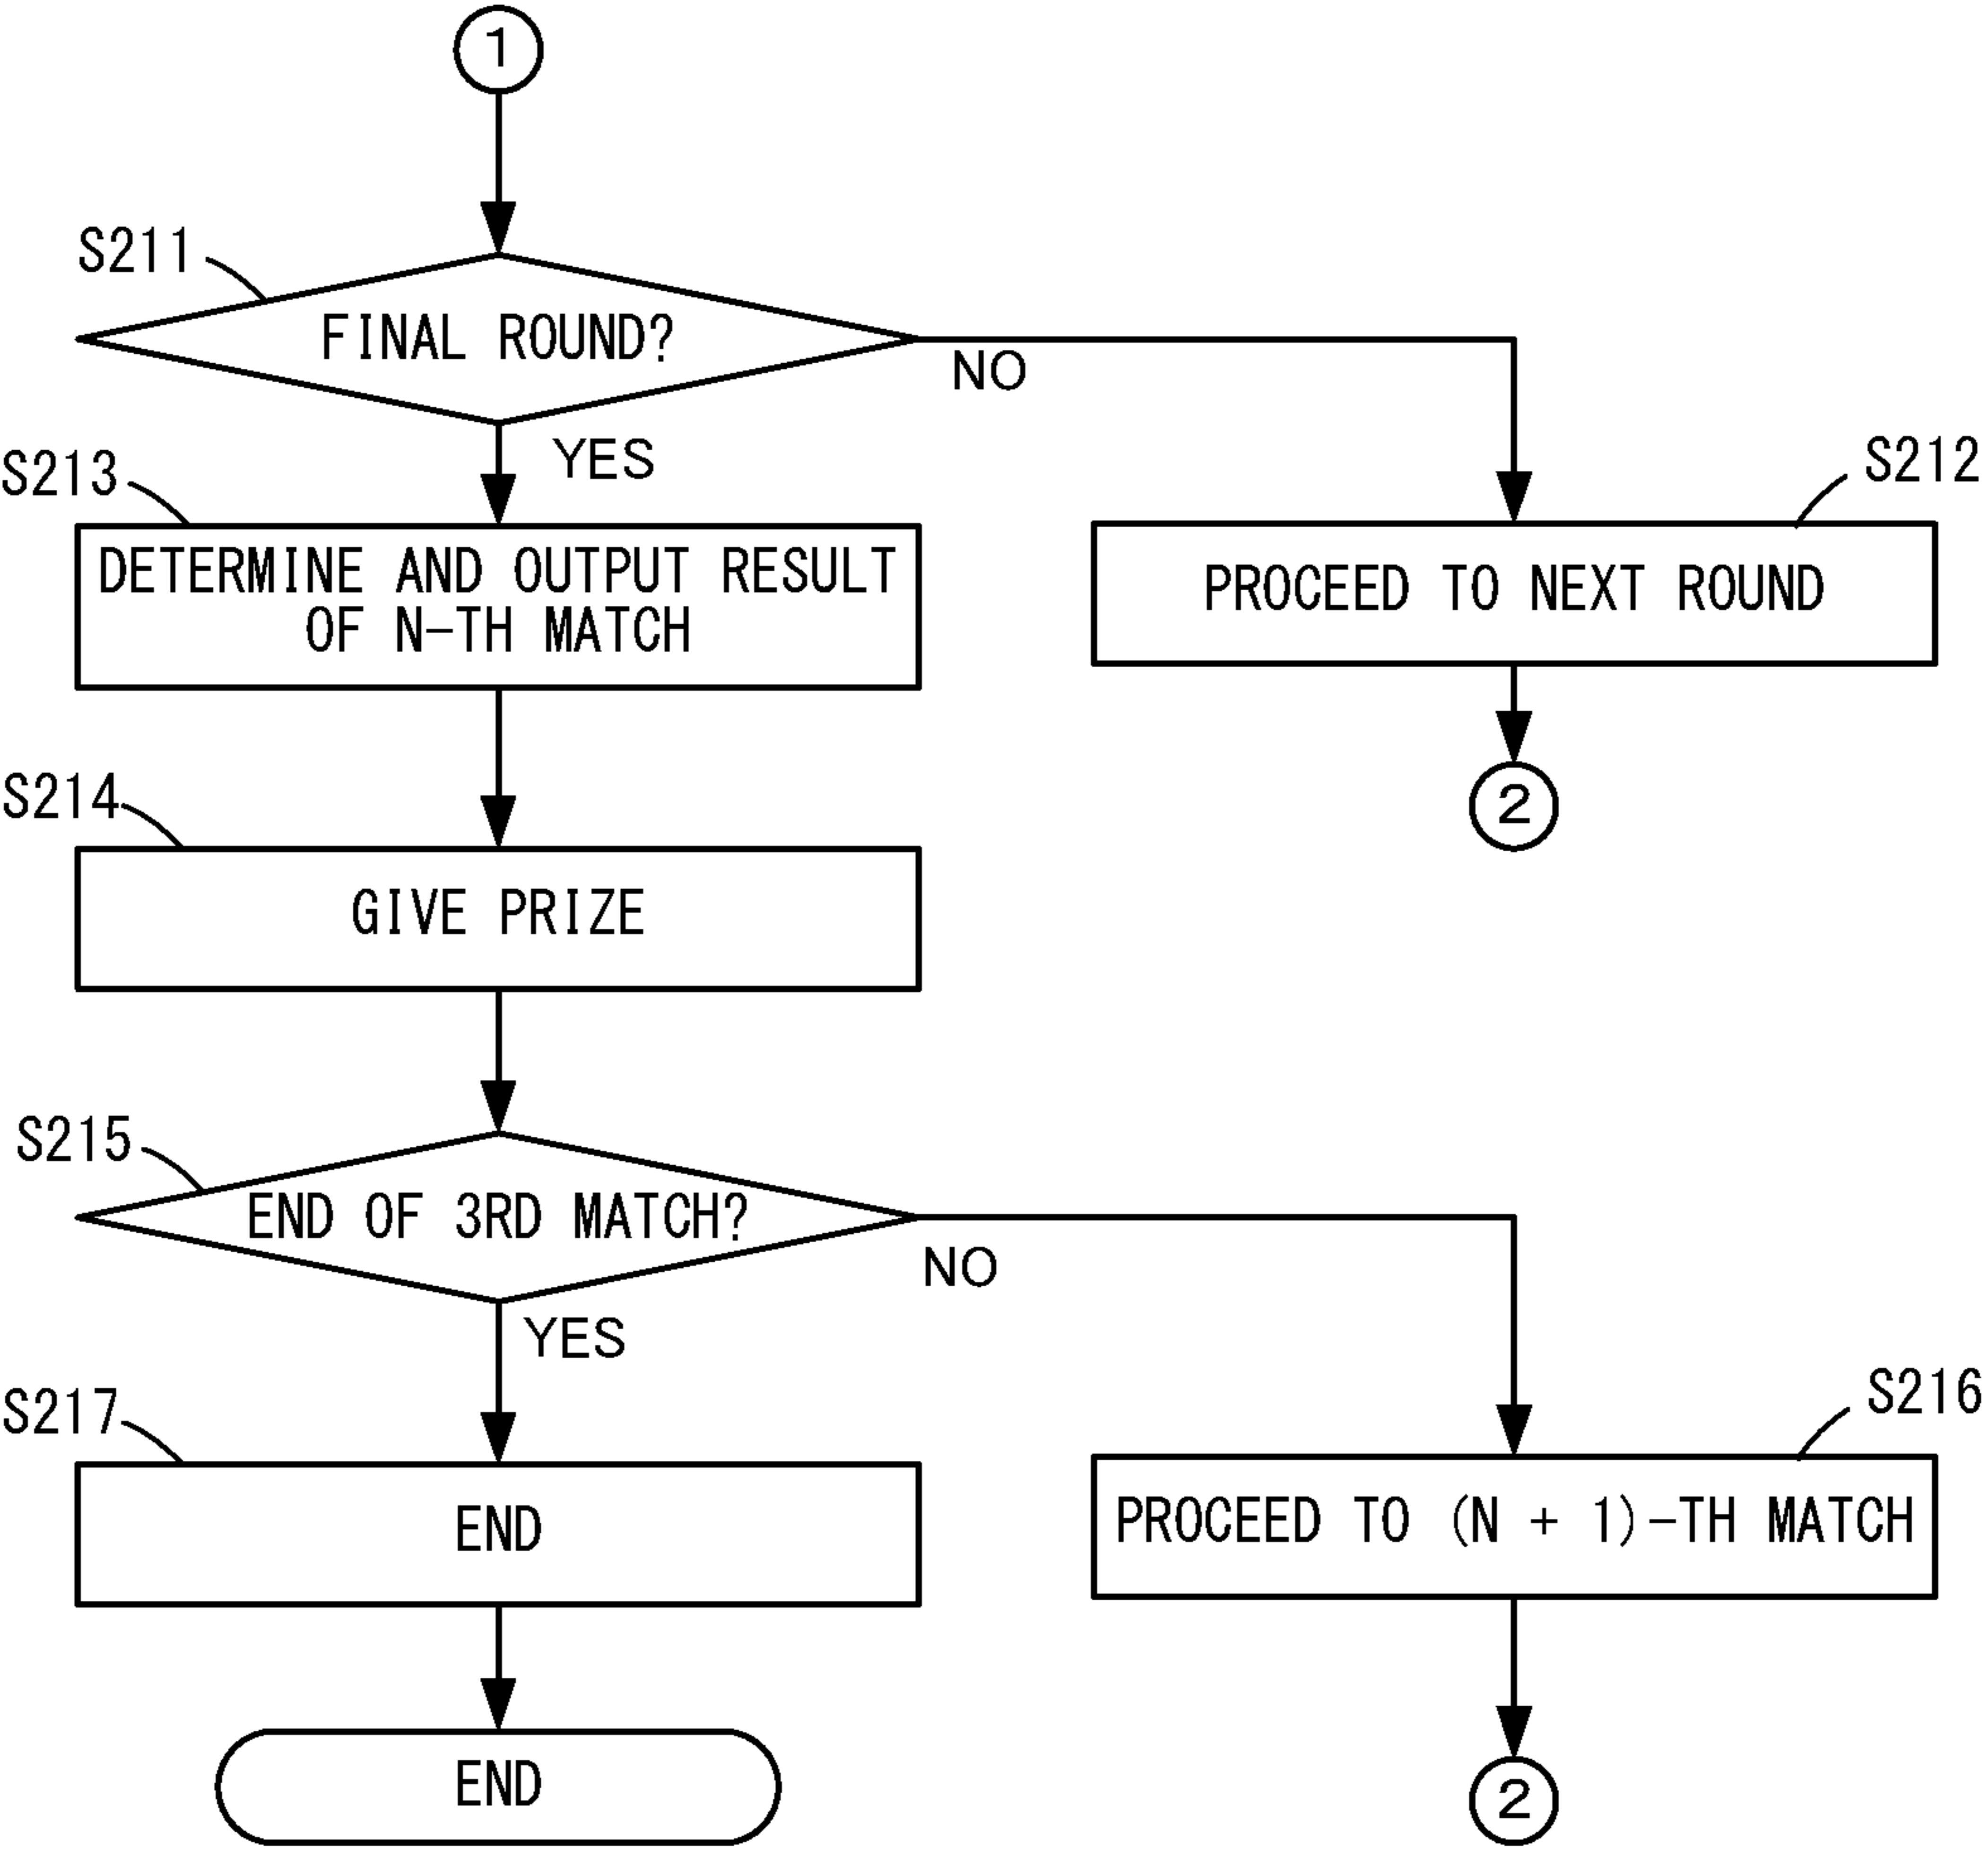 1
S211
FINAL ROUND?
NO
YES
S213
S212
DETERMINE AND OUTPUT RESULT
OF N-TH MATCH
PROCEED TO NEXT ROUND
S214
2
GIVE PRIZE
S215
END OF 3RD MATCH?
NO
YES
S217
S216
END
PROCEED TO (N + 1)-TH MATCH
END
2